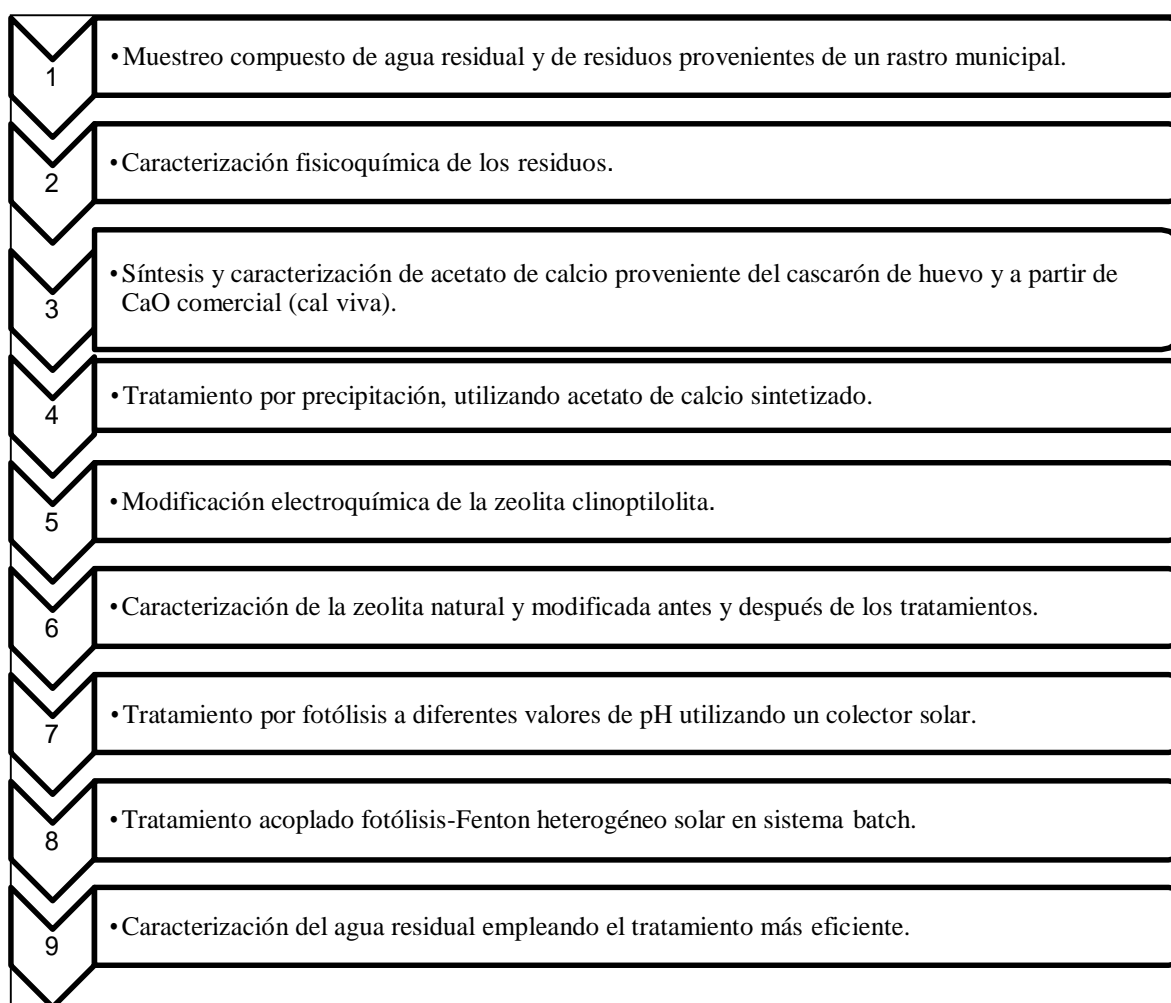 1
•Muestreo compuesto de agua residual y de residuos provenientes de un rastro municipal.
2
•Caracterización fisicoquímica de los residuos.
3
•Síntesis y caracterización de acetato de calcio proveniente del cascarón de huevo y a partir de
CaO comercial (cal viva).
4
•Tratamiento por precipitación, utilizando acetato de calcio sintetizado.
5
•Modificación electroquímica de la zeolita clinoptilolita.
6
•Caracterización de la zeolita natural y modificada antes y después de los tratamientos.
7
•Tratamiento por fotólisis a diferentes valores de pH utilizando un colector solar.
8
•Tratamiento acoplado fotólisis-Fenton heterogéneo solar en sistema batch.
9
•Caracterización del agua residual empleando el tratamiento más eficiente.